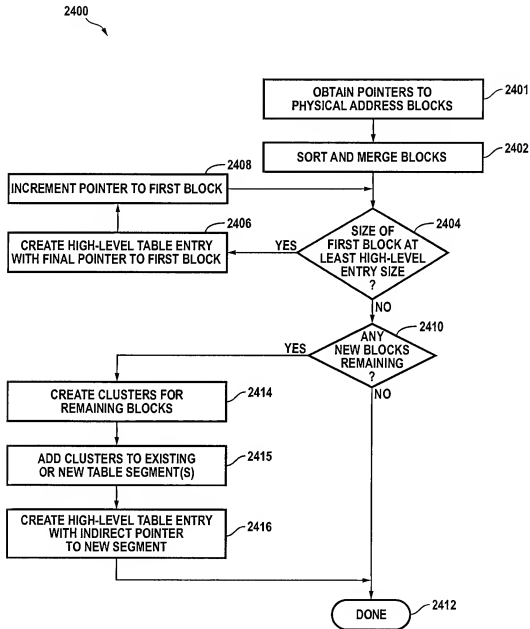 2400
OBTAIN POINTERS TO
PHYSICAL ADDRESS BLOCKS
2401
SORT AND MERGE BLOCKS
2402
2408
INCREMENT POINTER TO FIRST BLOCK
2406
CREATE HIGH-LEVEL TABLE ENTRY
WITH FINAL POINTER TO FIRST BLOCK
YES
SIZE OF
FIRST BLOCK AT
LEAST HIGH-LEVEL
ENTRY SIZE
?
2404
NO
2410
ANY
NEW BLOCKS
REMAINING
?
YES
NO
CREATE CLUSTERS FOR
REMAINING BLOCKS
2414
ADD CLUSTERS TO EXISTING
OR NEW TABLE SEGMENT(S)
2415
CREATE HIGH-LEVEL TABLE ENTRY
WITH INDIRECT POINTER
TO NEW SEGMENT
2416
DONE
2412